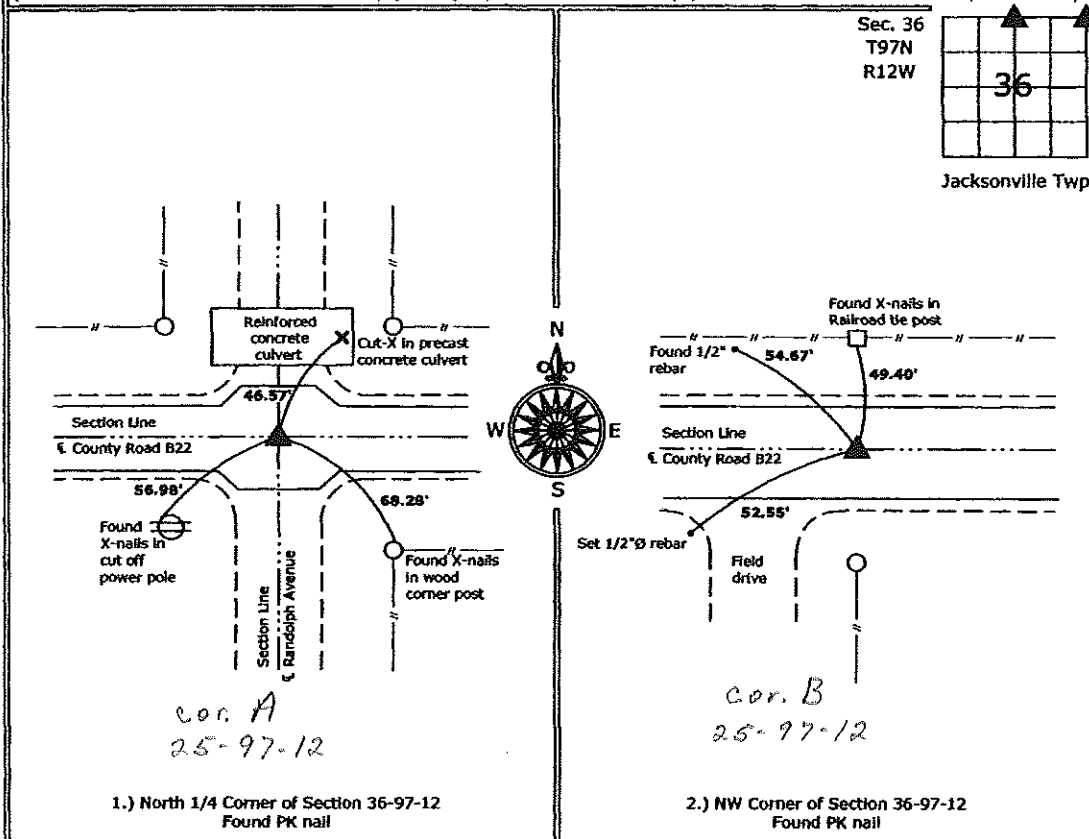 Sec. 36
T97N
R12W
36
Jacksonville Twp
Reinforced
concrete
culvert
Cut-X in precast
concrete culvert
46.57'
Section Line
℄ County Road B22
56.98'
68.28'
Found
X-nails in
cut off
power pole
Found X-nails
in wood
corner post
Section Line
℄ Randolph Avenue
cor. A
25-97-12
1.) North 1/4 Corner of Section 36-97-12
Found PK nail
N
W
E
S
Found X-nails in
Railroad tie post
Found 1/2"
rebar
54.67'
49.40'
Section Line
℄ County Road B22
52.55'
Set 1/2"Ø rebar
Field
drive
cor. B
25-97-12
2.) NW Corner of Section 36-97-12
Found PK nail